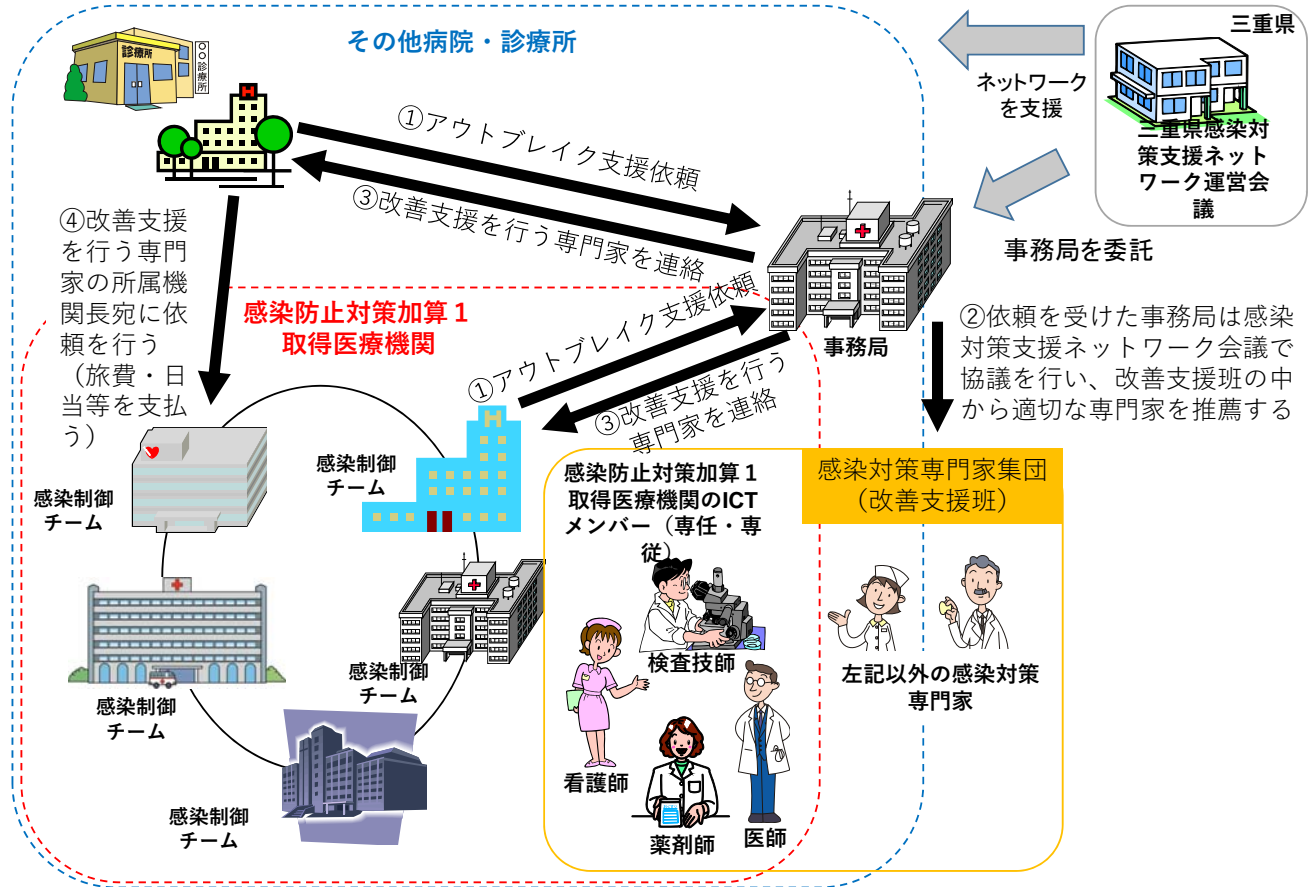 その他病院・診療所
診療所
〇〇診療所
H
三重県
ネットワーク
を支援
三重県感染対
策支援ネット
ワーク運営会
議
事務局を委託
①アウトブレイク支援依頼
③改善支援を行う専門家を連絡
④改善支援
を行う専門
家の所属機
関長宛に依
頼を行う
（旅費・日
当等を支払
う）
感染防止対策加算１
取得医療機関
事務局
①アウトブレイク支援依頼
③改善支援を行う
専門家を連絡
②依頼を受けた事務局は感染
対策支援ネットワーク会議で
協議を行い、改善支援班の中
から適切な専門家を推薦する
H
感染制御
チーム
感染制御
チーム
感染制御
チーム
感染制御
チーム
感染制御
チーム
感染防止対策加算１
取得医療機関のICT
メンバー（専任・専
従）
感染対策専門家集団
（改善支援班）
検査技師
看護師
薬剤師
医師
左記以外の感染対策
専門家